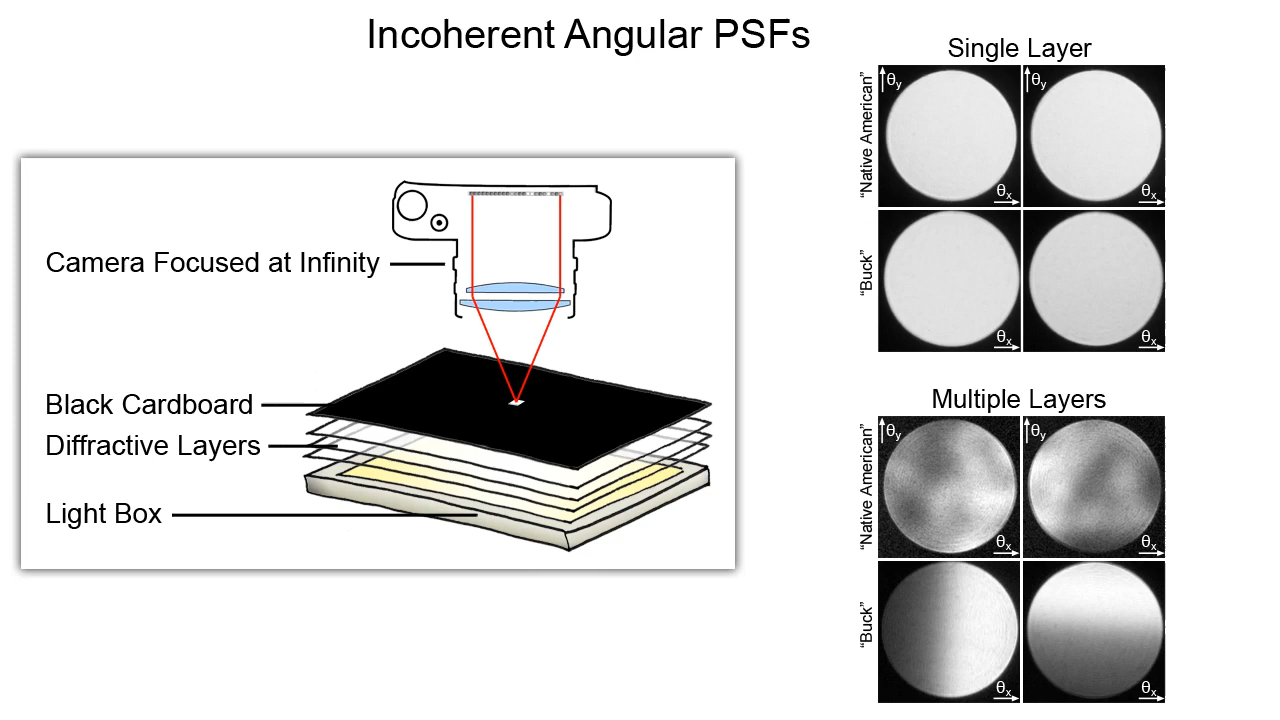 Incoherent Angular PSFs
Camera Focused at Infinity
Black Cardboard
Diffractive Layers
Light Box
Single Layer
“Native American”
θy
θx
θy
θx
“Buck”
θx
θx
Multiple Layers
“Native American”
θy
θx
θy
θx
“Buck”
θx
θx